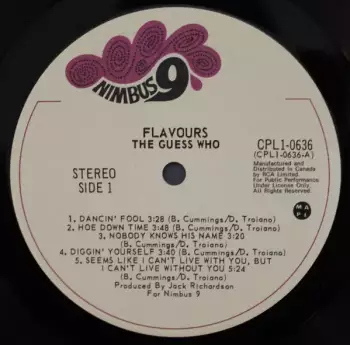 NIMBUS 9
FLAVOURS
THE GUESS WHO
STEREO
SIDE 1
CPL1-0636
(CPL1-0636-A)
Manufactured and
Distributed in Canada
by RCA Limited.
For Public Performance
Under License Only.
All Rights Reserved.
MAPL
1. DANCIN' FOOL 3:28 (B. Cummings/D. Troiano)
2. HOE DOWN TIME 3:48 (B. Cummings/D. Troiano)
3. NOBODY KNOWS HIS NAME 3:20
(B. Cummings/D. Troiano)
4. DIGGIN' YOURSELF 3:40 (B. Cummings/D. Troiano)
5. SEEMS LIKE I CAN'T LIVE WITH YOU, BUT
I CAN'T LIVE WITHOUT YOU 5:24
(B. Cummings/D. Troiano)
Produced By Jack Richardson
For Nimbus 9